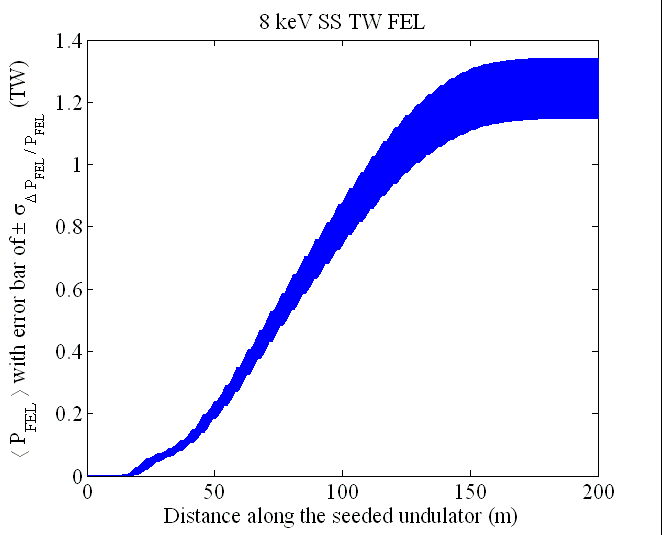 8 keV SS TW FEL
< P_FEL > with error bar of ± σ_Δ P_FEL / P_FEL (TW)
1.4
1.2
1
0.8
0.6
0.4
0.2
0
0 50 100 150 200
Distance along the seeded undulator (m)